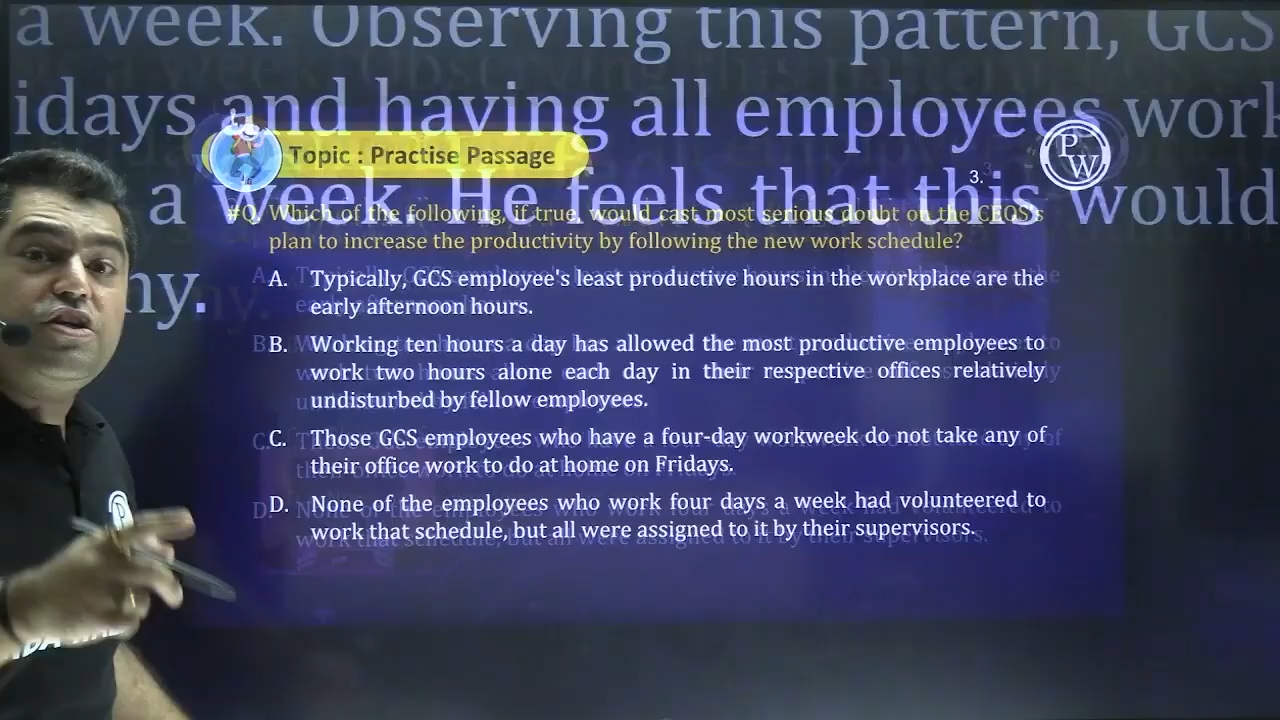 a week. Observing this pattern, GCS
idays and having all employees work
a week. He feels that this would
ny.
Topic : Practise Passage
PW
3.
#Q. Which of the following, if true, would cast most serious doubt on the CEOS's
plan to increase the productivity by following the new work schedule?
A. Typically, GCS employee's least productive hours in the workplace are the
early afternoon hours.
B. Working ten hours a day has allowed the most productive employees to
work two hours alone each day in their respective offices relatively
undisturbed by fellow employees.
C. Those GCS employees who have a four-day workweek do not take any of
their office work to do at home on Fridays.
D. None of the employees who work four days a week had volunteered to
work that schedule, but all were assigned to it by their supervisors.